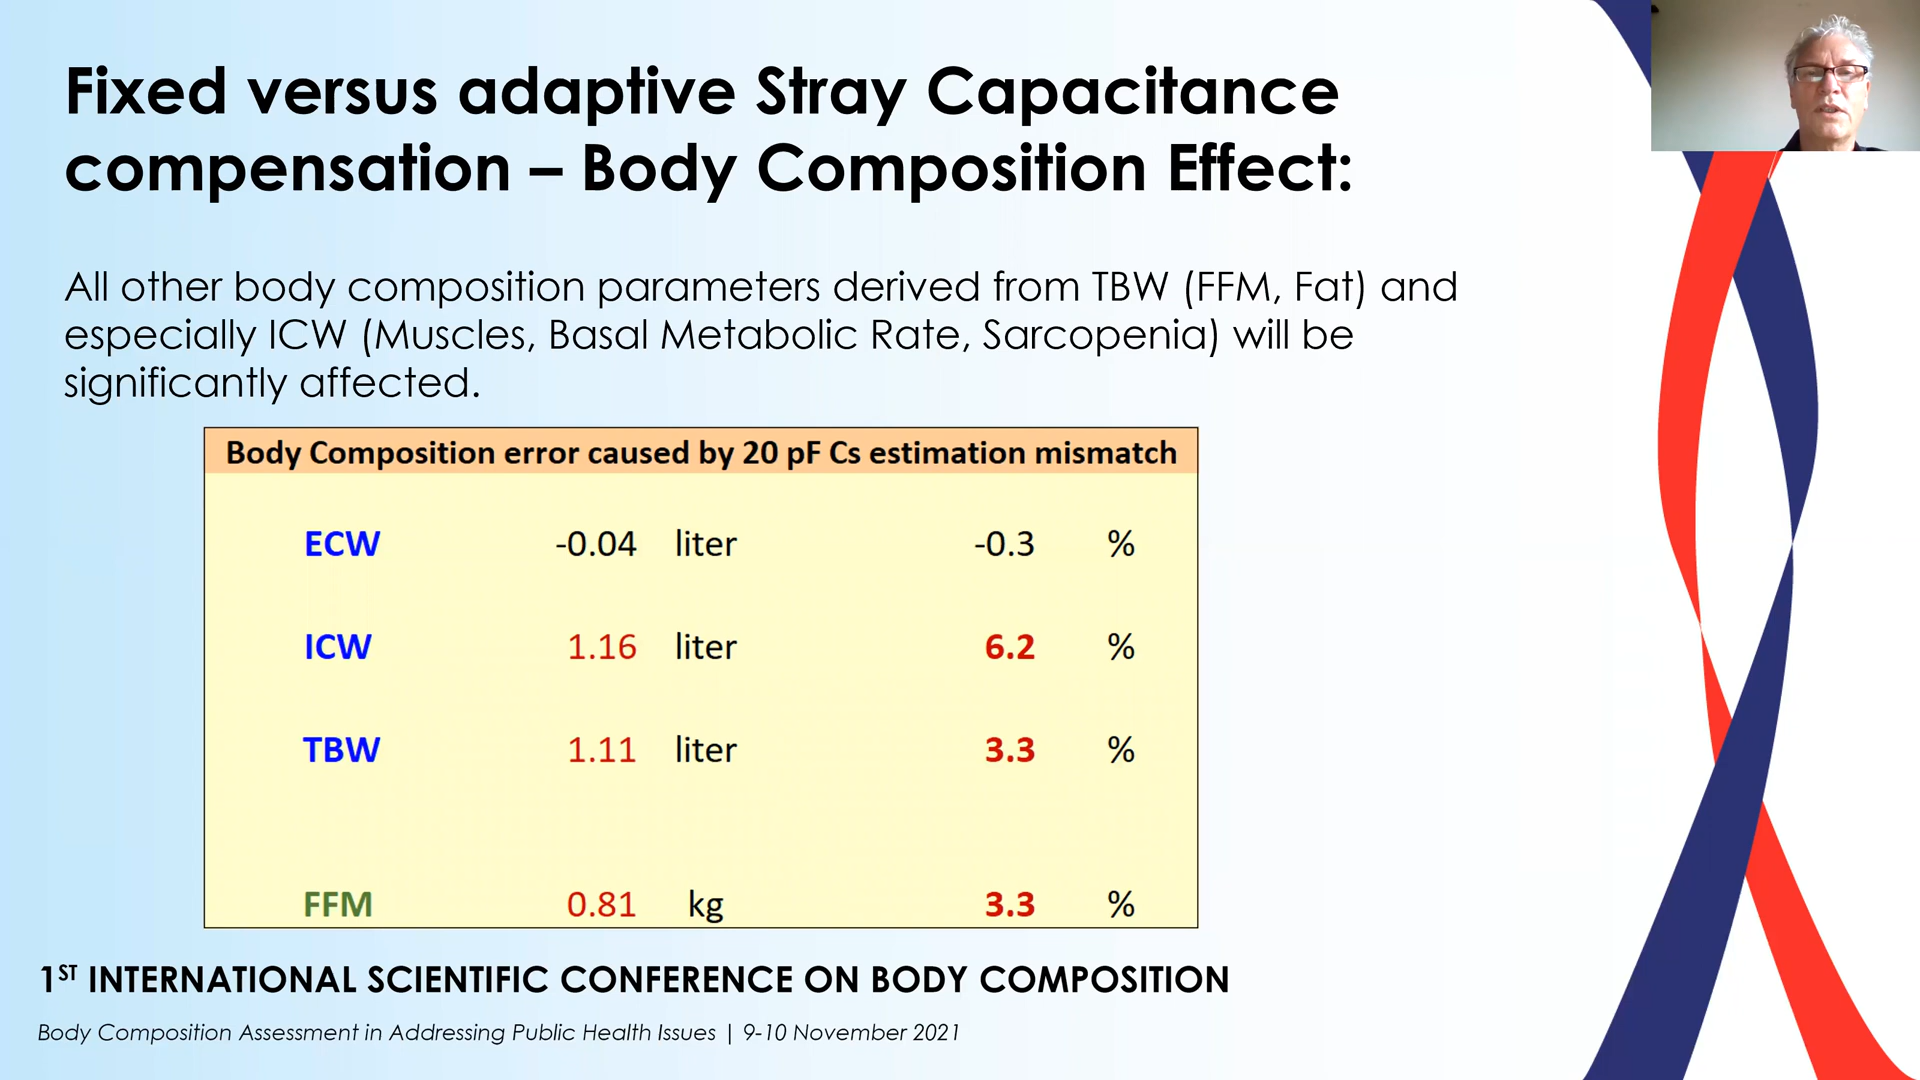 Fixed versus adaptive Stray Capacitance
compensation – Body Composition Effect:
All other body composition parameters derived from TBW (FFM, Fat) and
especially ICW (Muscles, Basal Metabolic Rate, Sarcopenia) will be
significantly affected.
Body Composition error caused by 20 pF Cs estimation mismatch
ECW -0.04 liter -0.3 %
ICW 1.16 liter 6.2 %
TBW 1.11 liter 3.3 %
FFM 0.81 kg 3.3 %
1ST INTERNATIONAL SCIENTIFIC CONFERENCE ON BODY COMPOSITION
Body Composition Assessment in Addressing Public Health Issues | 9-10 November 2021